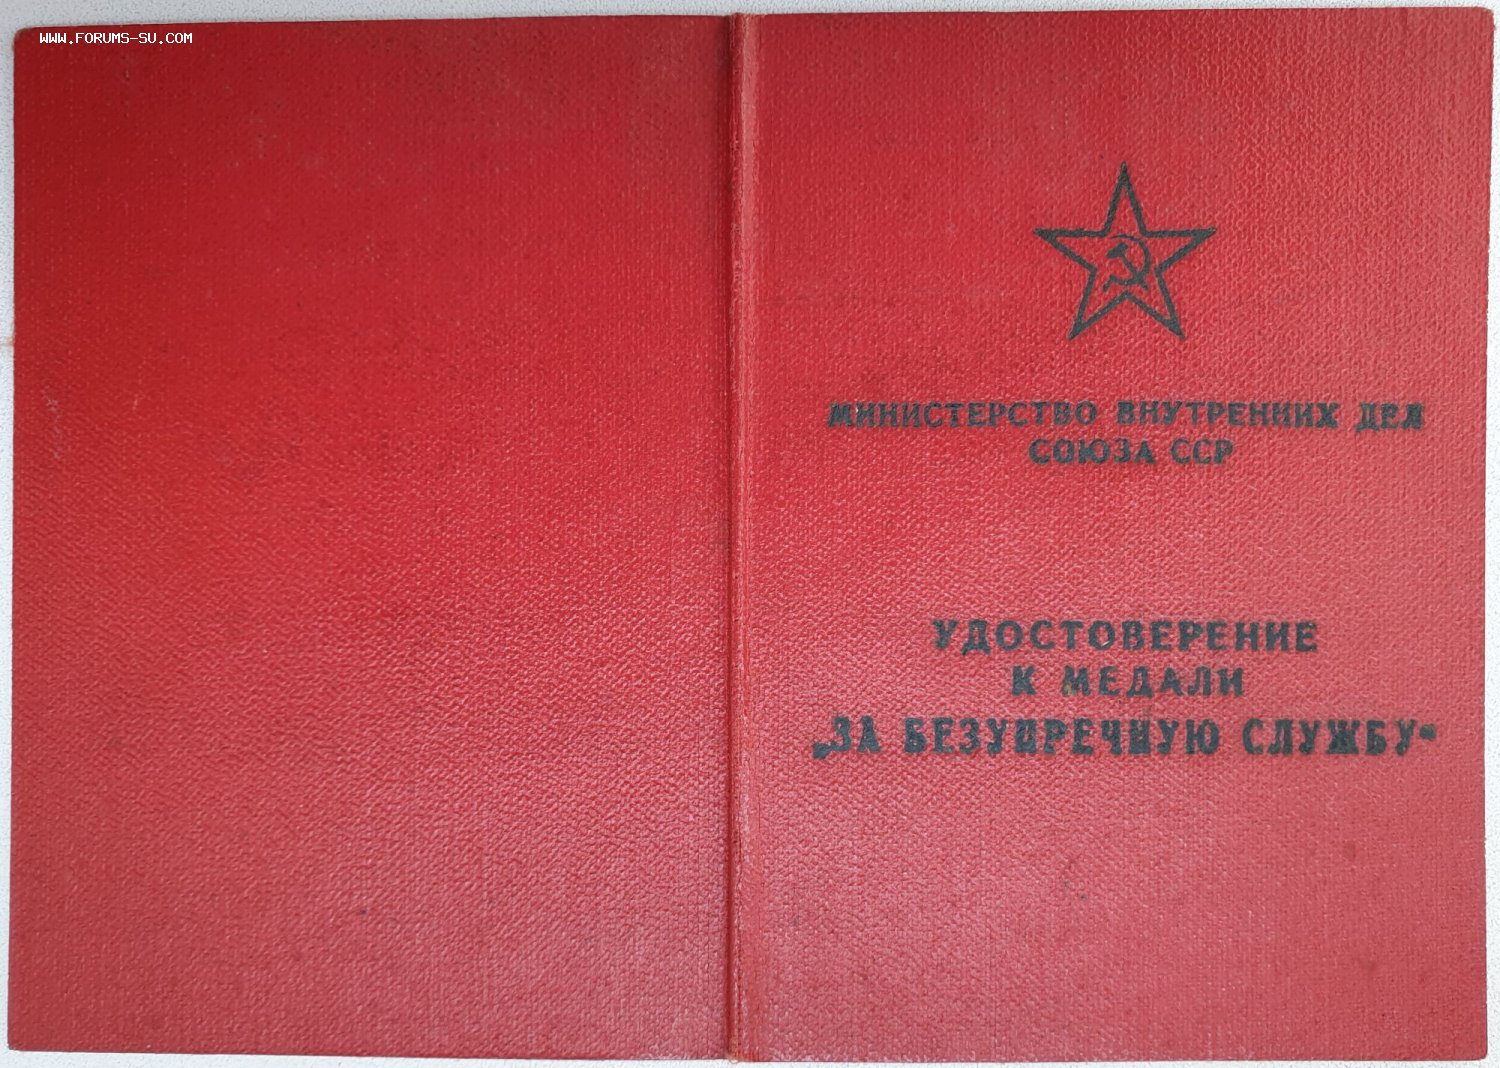 WWW.FORUMS-SU.COM
МИНИСТЕРСТВО ВНУТРЕННИХ ДЕЛ
СОЮЗА ССР
УДОСТОВЕРЕНИЕ
К МЕДАЛИ
„ЗА БЕЗУПРЕЧНУЮ СЛУЖБУ“